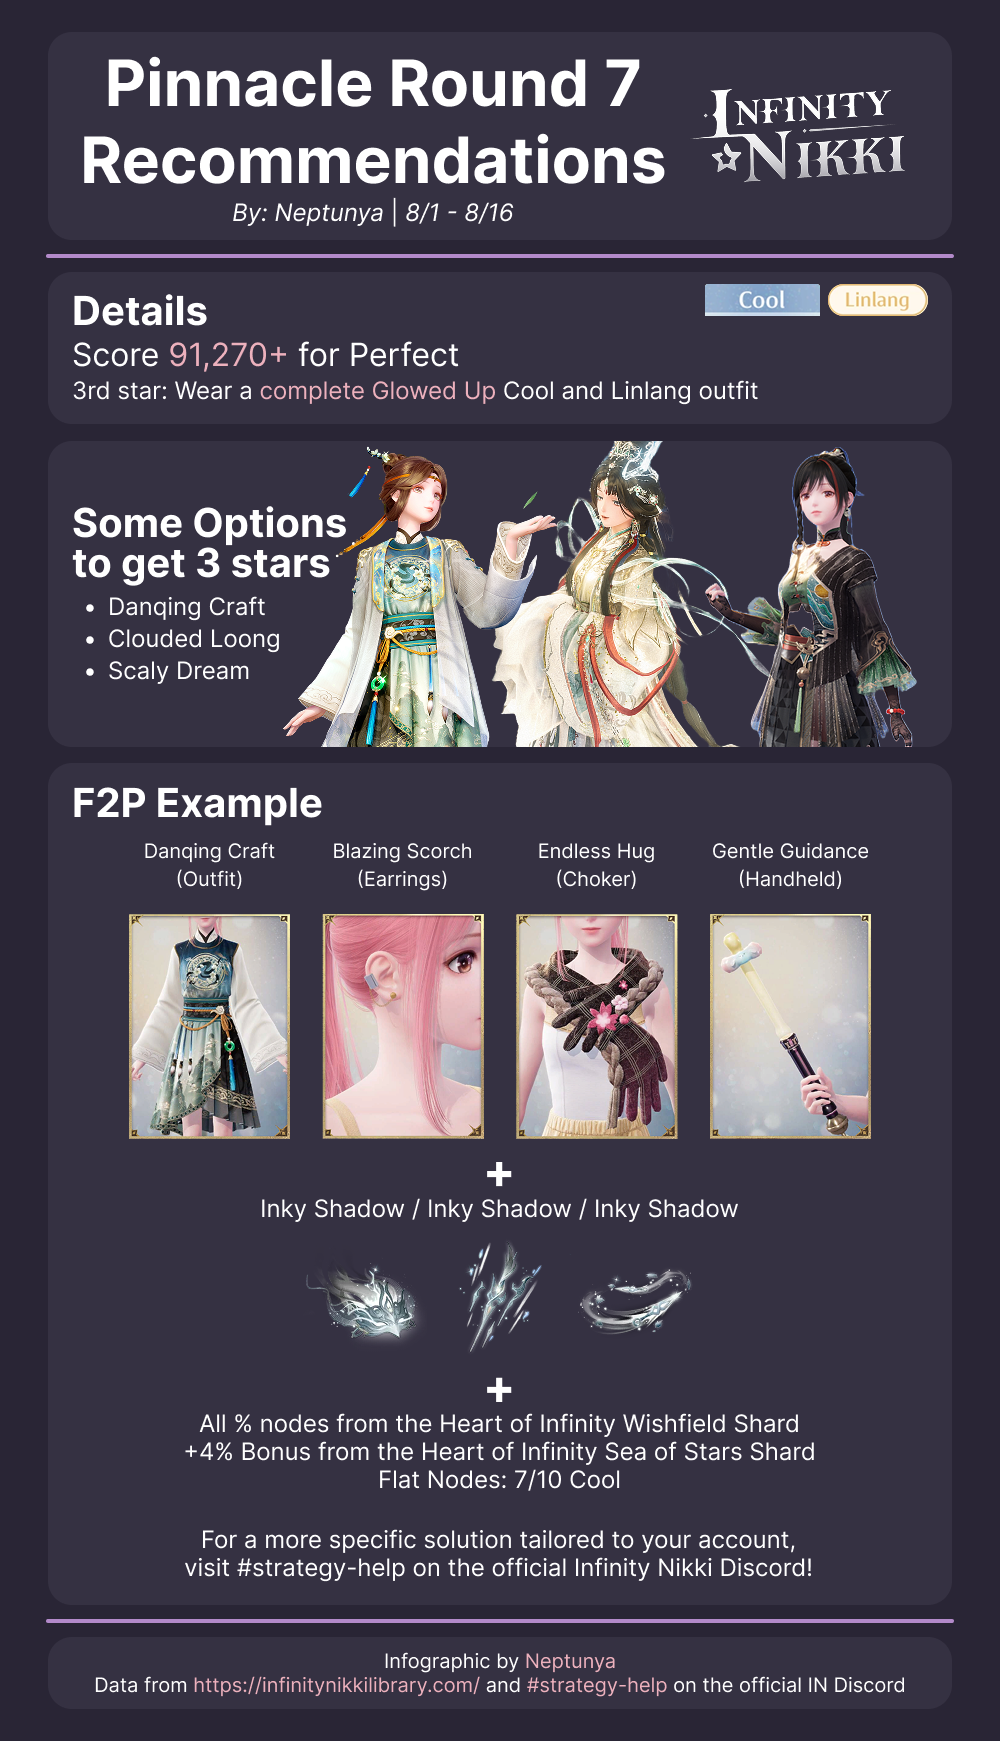 Pinnacle Round 7
Recommendations
By: Neptunya | 8/1 - 8/16
INFINITY
NIKKI
Details
Cool
Linlang
Score 91,270+ for Perfect
3rd star: Wear a complete Glowed Up Cool and Linlang outfit
Some Options
to get 3 stars
• Danqing Craft
• Clouded Loong
• Scaly Dream
F2P Example
Danqing Craft
(Outfit)
Blazing Scorch
(Earrings)
Endless Hug
(Choker)
Gentle Guidance
(Handheld)
+
Inky Shadow / Inky Shadow / Inky Shadow
+
All % nodes from the Heart of Infinity Wishfield Shard
+4% Bonus from the Heart of Infinity Sea of Stars Shard
Flat Nodes: 7/10 Cool
For a more specific solution tailored to your account,
visit #strategy-help on the official Infinity Nikki Discord!
Infographic by Neptunya
Data from https://infinitynikkilibrary.com/ and #strategy-help on the official IN Discord